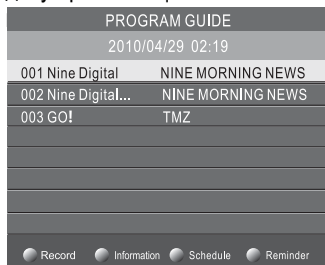 PROGRAM GUIDE
2010/04/29 02:19
001 Nine Digital NINE MORNING NEWS
002 Nine Digital... NINE MORNING NEWS
003 GO! TMZ
Record Information Schedule Reminder